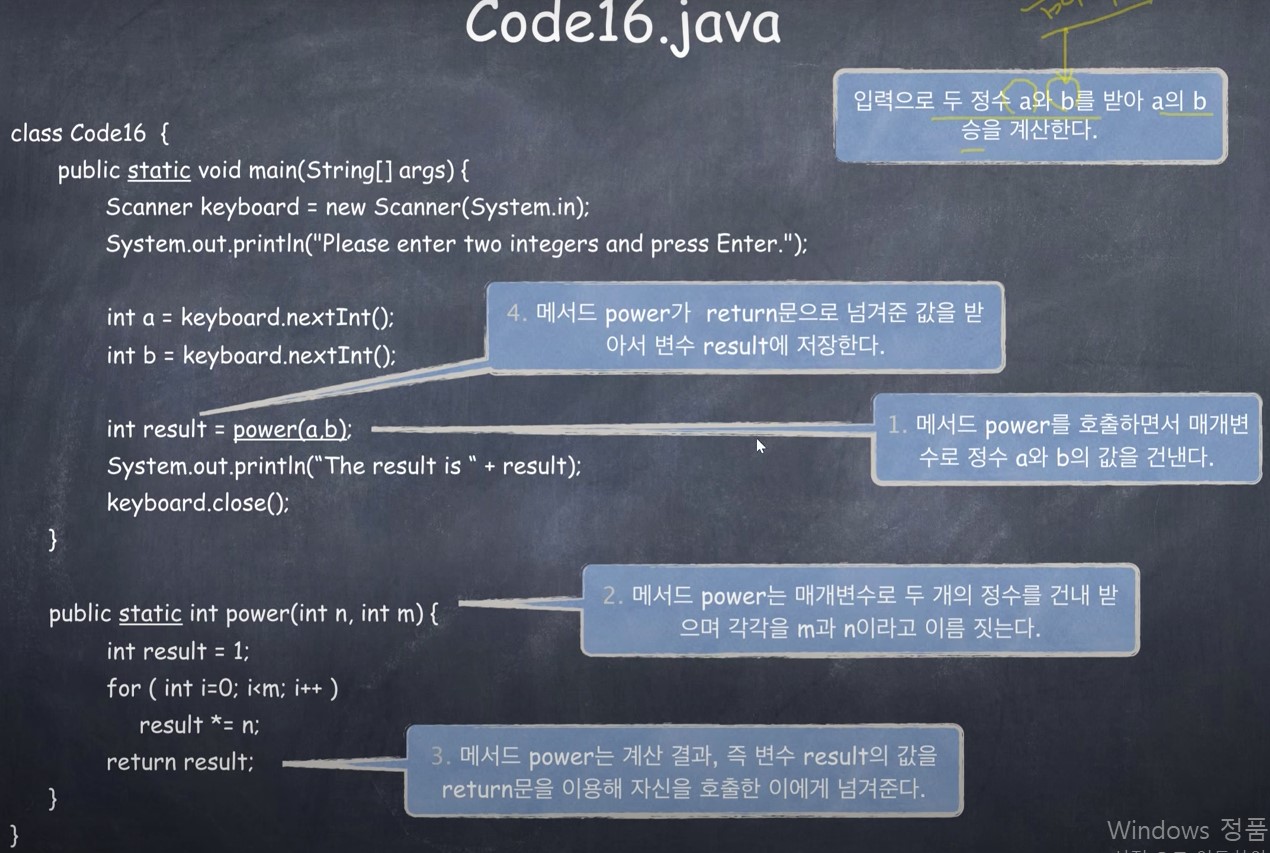 Code16.java
입력으로 두 정수 a와 b를 받아 a의 b
승을 계산한다.
class Code16 {
public static void main(String[] args) {
Scanner keyboard = new Scanner(System.in);
System.out.println("Please enter two integers and press Enter.");
int a = keyboard.nextInt();
int b = keyboard.nextInt();
4. 메서드 power가 return문으로 넘겨준 값을 받
아서 변수 result에 저장한다.
int result = power(a,b);
1. 메서드 power를 호출하면서 매개변
수로 정수 a와 b의 값을 건낸다.
System.out.println(“The result is “ + result);
keyboard.close();
}
public static int power(int n, int m) {
2. 메서드 power는 매개변수로 두 개의 정수를 건내 받
으며 각각을 m과 n이라고 이름 짓는다.
int result = 1;
for ( int i=0; i<m; i++ )
result *= n;
return result;
3. 메서드 power는 계산 결과, 즉 변수 result의 값을
return문을 이용해 자신을 호출한 이에게 넘겨준다.
}
}
Windows 정품